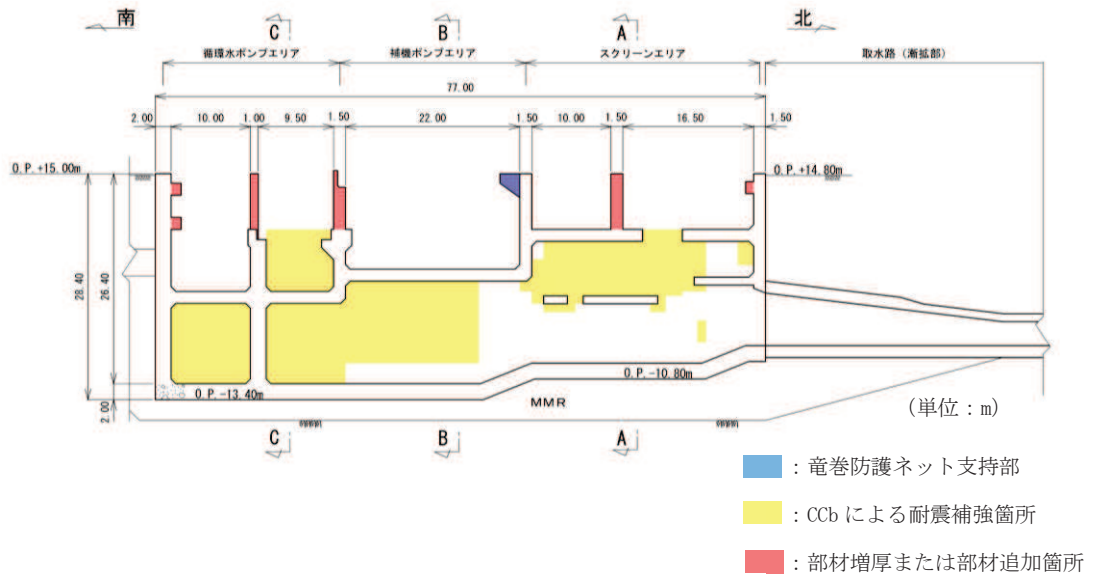 南
北
C
B
A
循環水ポンプエリア
補機ポンプエリア
スクリーンエリア
取水路（漸拡部）
77.00
2.00
10.00
1.00
9.50
1.50
22.00
1.50
10.00
1.50
16.50
1.50
O.P.+15.00m
O.P.+14.80m
28.40
26.40
2.00
O.P.-13.40m
O.P.-10.80m
MMR
（単位：m）
C
B
A
：竜巻防護ネット支持部
：CCbによる耐震補強箇所
：部材増厚または部材追加箇所